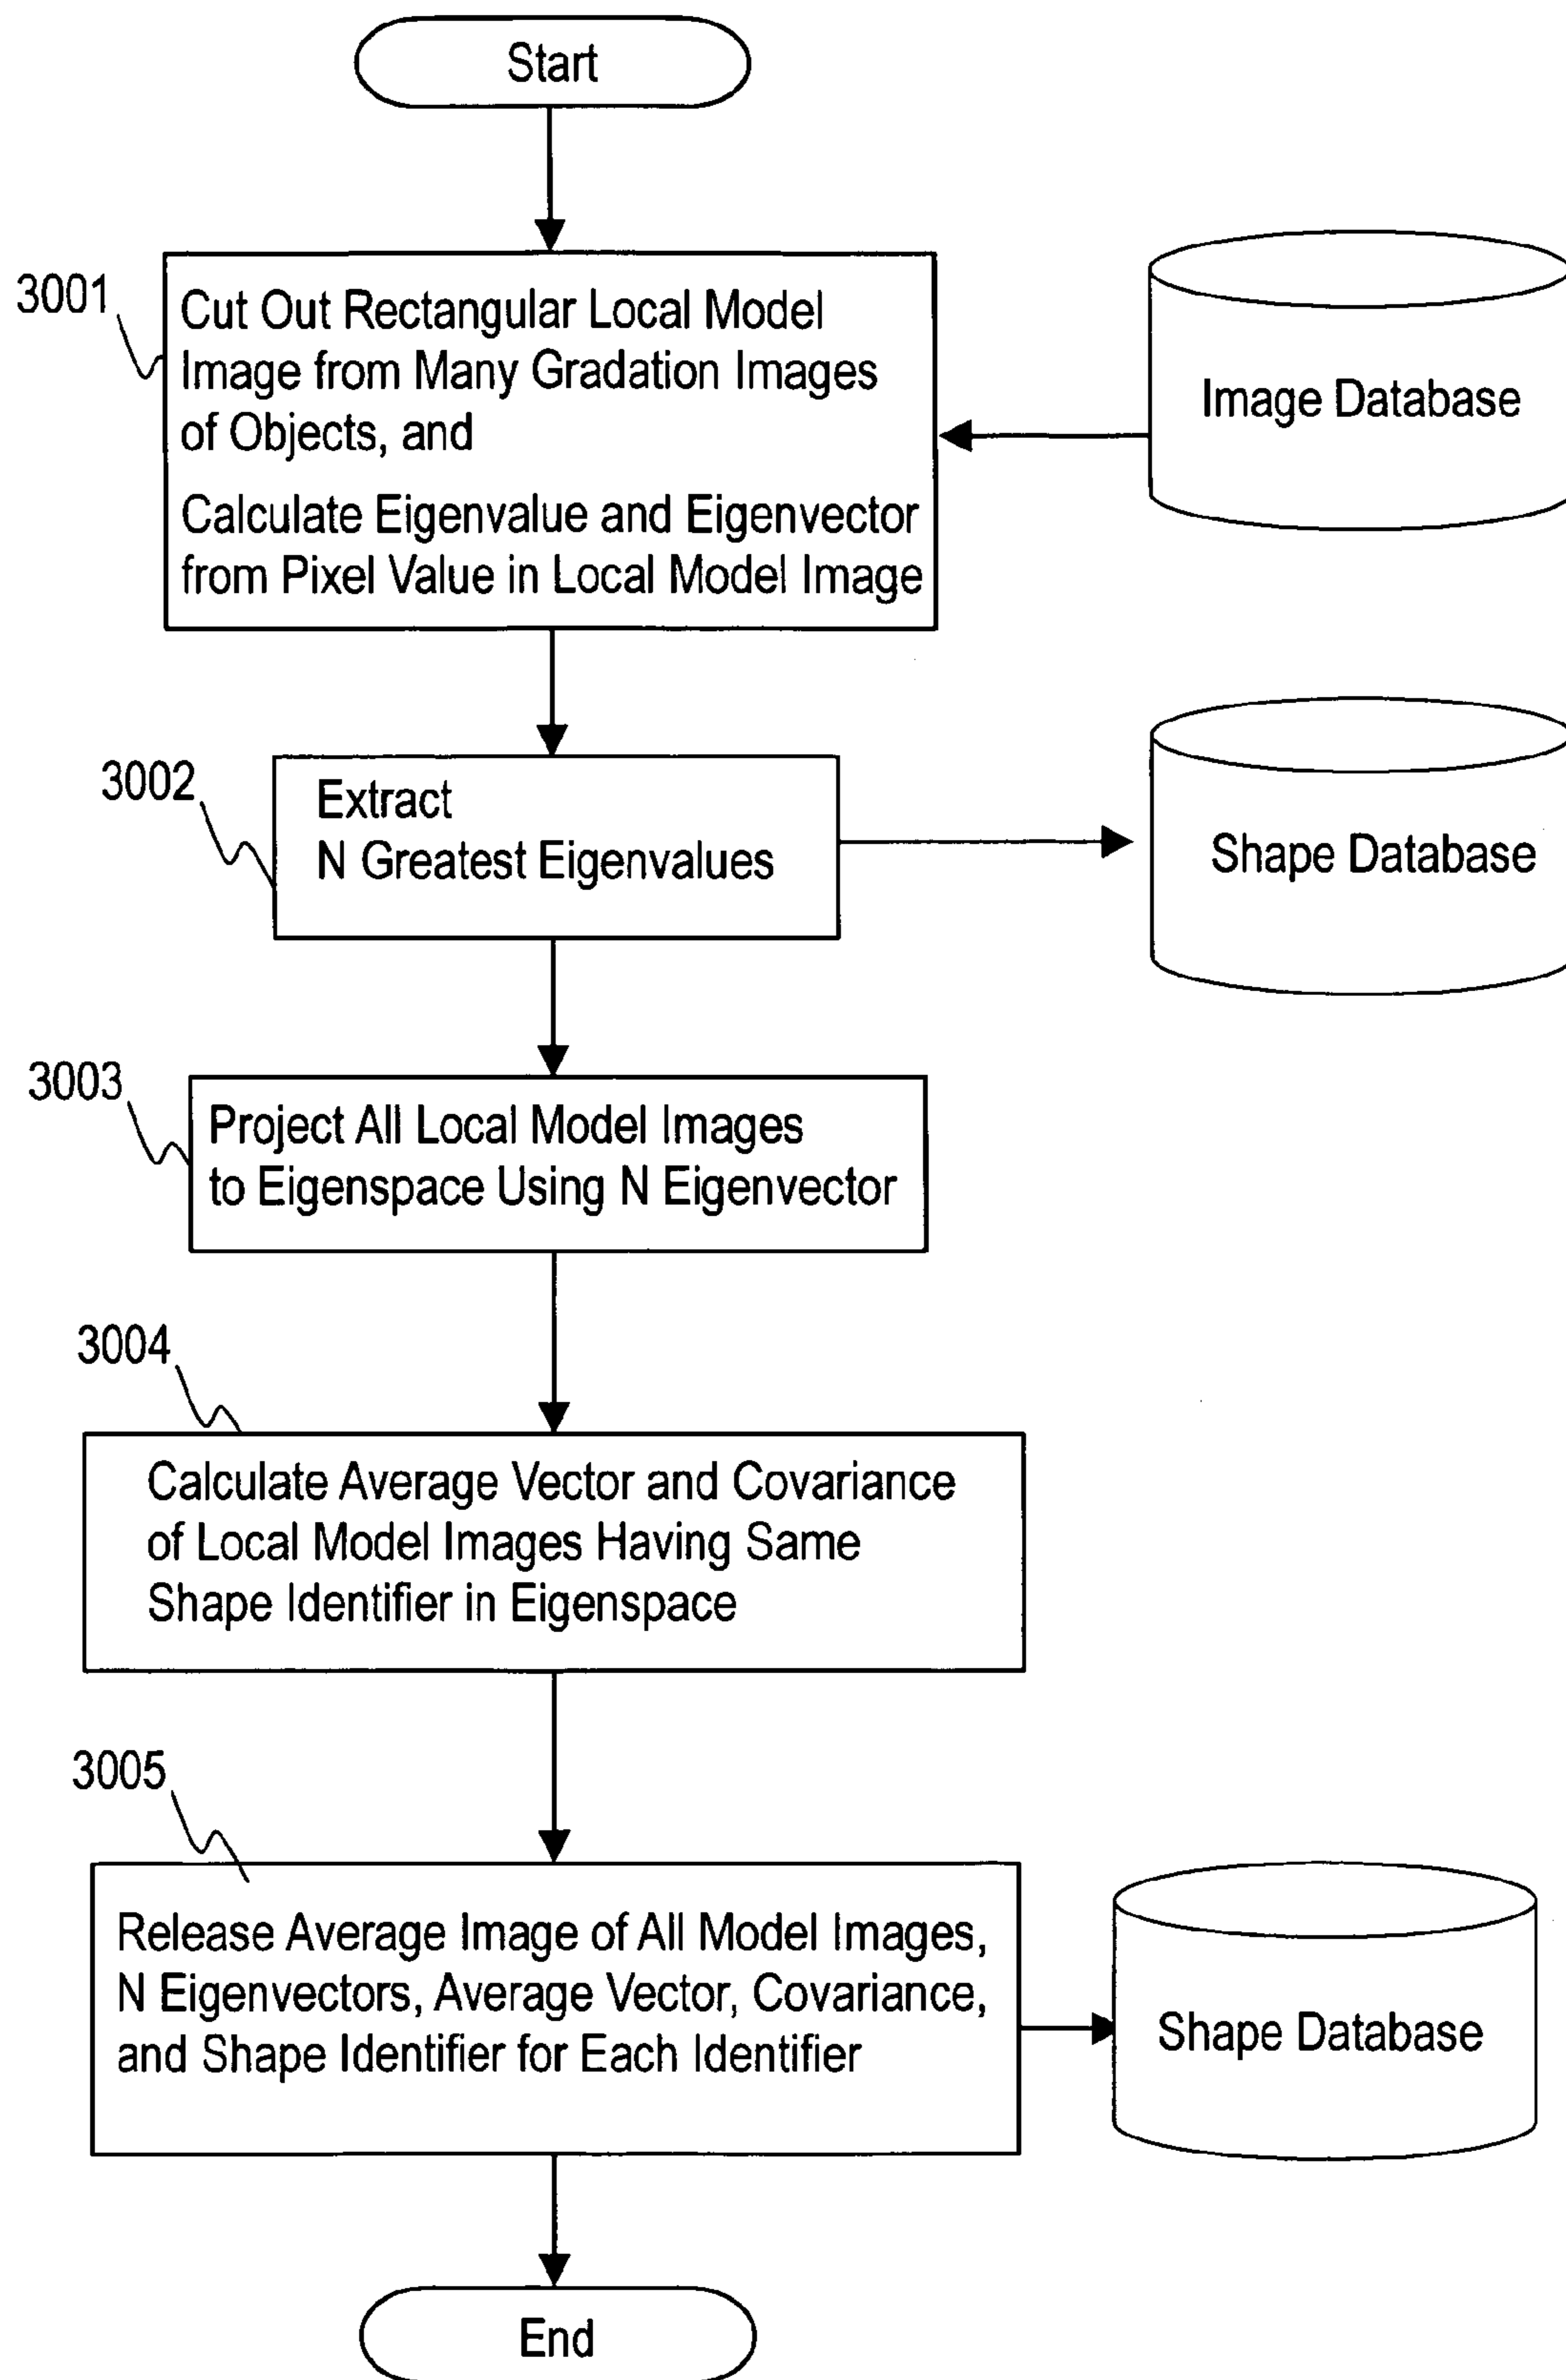 Start
3001
Cut Out Rectangular Local Model
Image from Many Gradation Images
of Objects, and
Calculate Eigenvalue and Eigenvector
from Pixel Value in Local Model Image
Image Database
3002
Extract
N Greatest Eigenvalues
Shape Database
3003
Project All Local Model Images
to Eigenspace Using N Eigenvector
3004
Calculate Average Vector and Covariance
of Local Model Images Having Same
Shape Identifier in Eigenspace
3005
Release Average Image of All Model Images,
N Eigenvectors, Average Vector, Covariance,
and Shape Identifier for Each Identifier
Shape Database
End